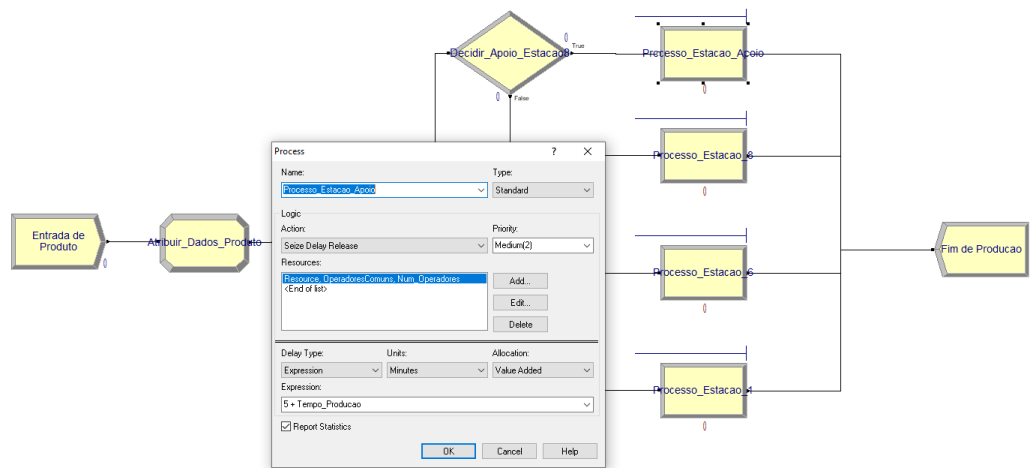 Decidir_Apoio_Estacao8
True
False
Processo_Estacao_Apoio
0
0
0
Process
?
Name:
Type:
Processo_Estacao_Apoio
Standard
Logic
Action:
Priority:
Seize Delay Release
Medium(2)
Resources:
Resource, OperadoresComuns, Num_Operadores
<End of list>
Add...
Edit...
Delete
Delay Type:
Units:
Allocation:
Expression
Minutes
Value Added
Expression:
5 + Tempo_Producao
Report Statistics
OK
Cancel
Help
Entrada de
Produto
0
Atribuir_Dados_Produto
Processo_Estacao_8
0
Processo_Estacao_6
0
Processo_Estacao_1
0
Fim de Producao
0